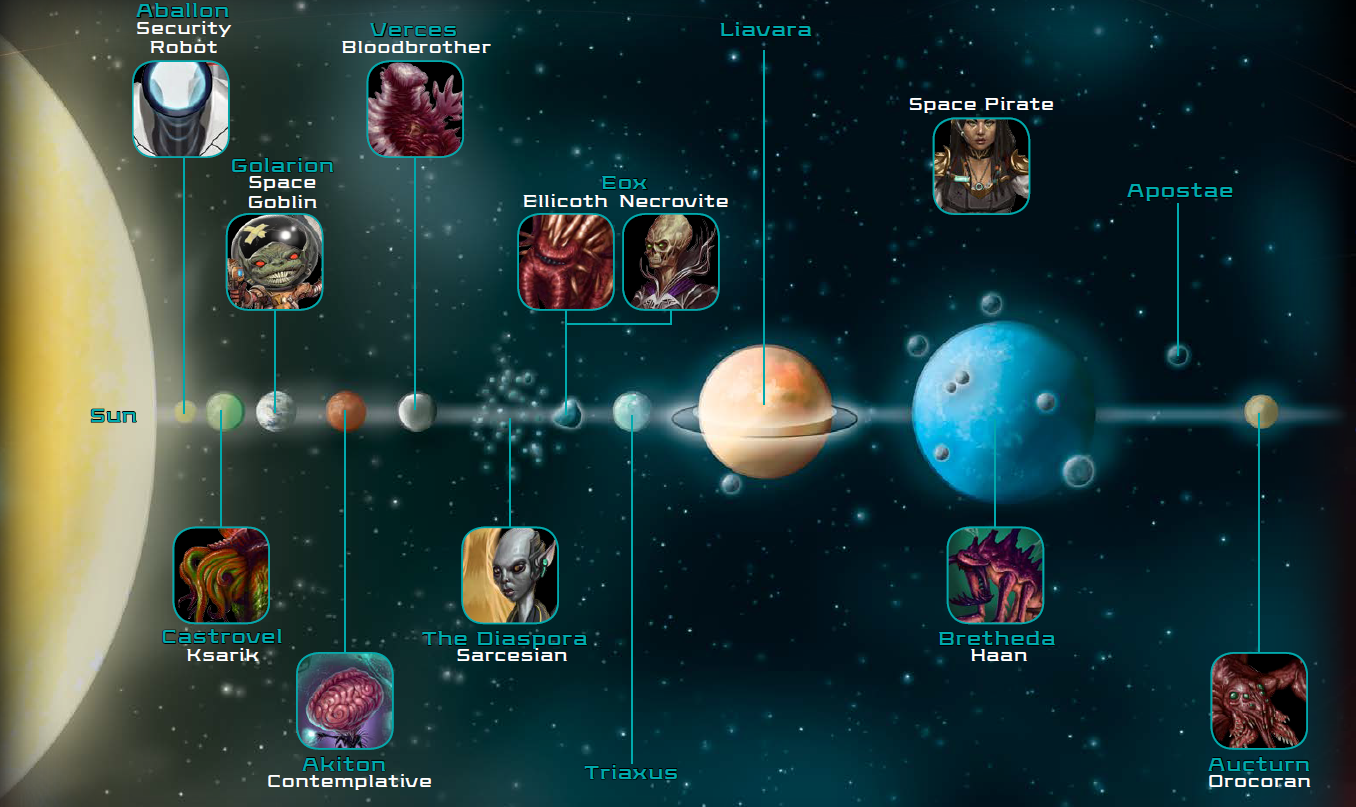 Aballon
Security
Robot
Verces
Bloodbrother
Liavara
Space Pirate
Golarion
Space
Goblin
Eox
Ellicoth Necrovite
Apostae
Sun
Castrovel
Ksarik
The Diaspora
Sarcesian
Bretheda
Haan
Akiton
Contemplative
Triaxus
Aucturn
Orocoran